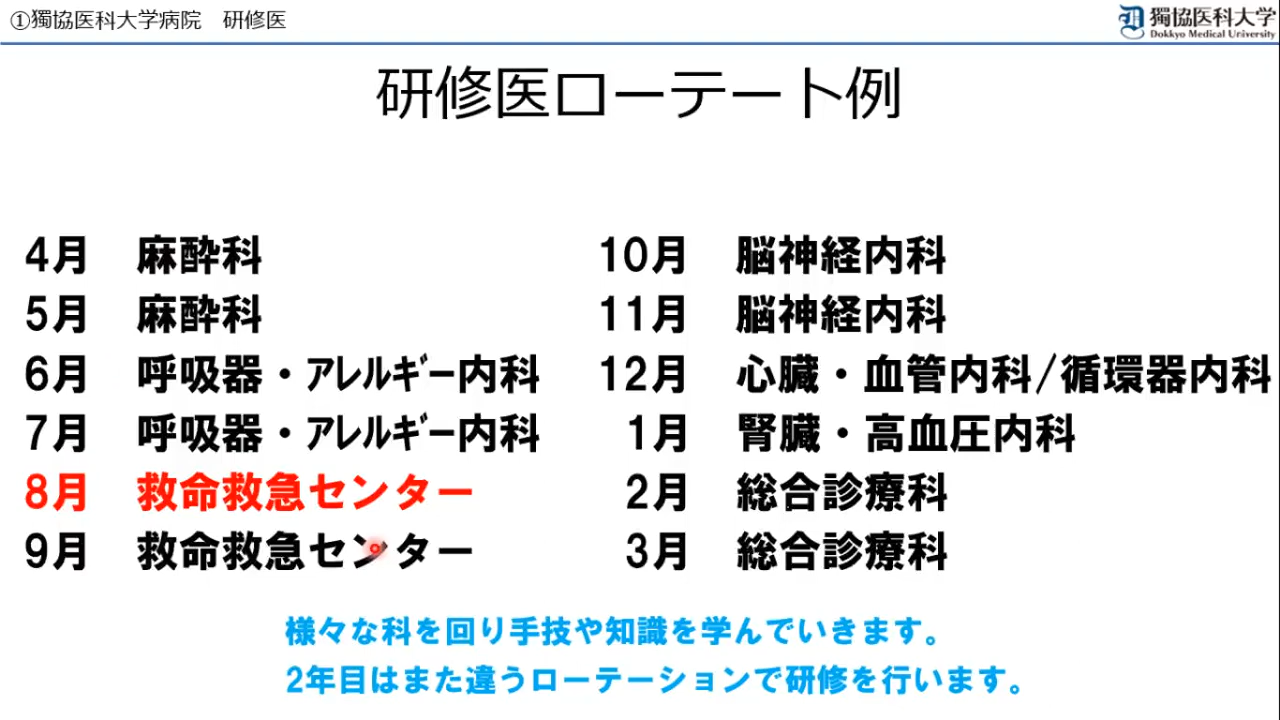 ①獨協医科大学病院　研修医
獨協医科大学
Dokkyo Medical University
研修医ローテート例
4月　麻酔科
5月　麻酔科
6月　呼吸器・アレルギー内科
7月　呼吸器・アレルギー内科
8月　救命救急センター
9月　救命救急センター
10月　脳神経内科
11月　脳神経内科
12月　心臓・血管内科/循環器内科
1月　腎臓・高血圧内科
2月　総合診療科
3月　総合診療科
様々な科を回り手技や知識を学んでいきます。
2年目はまた違うローテーションで研修を行います。